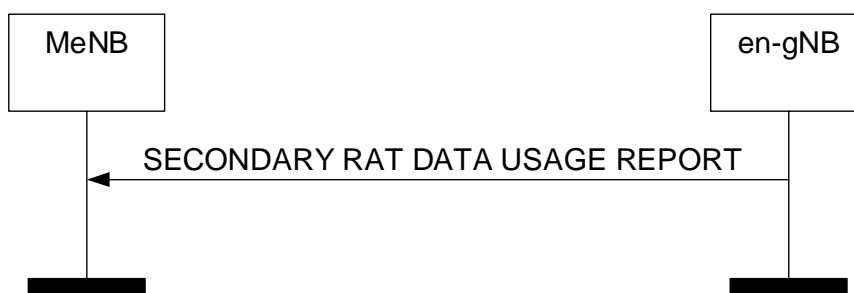 MeNB
en-gNB
SECONDARY RAT DATA USAGE REPORT